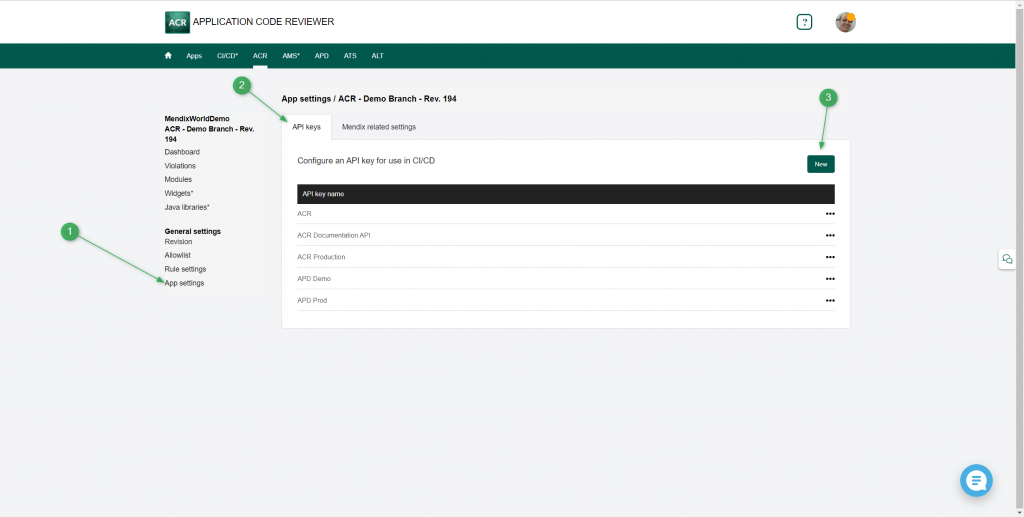 ACR APPLICATION CODE REVIEWER
?
Apps CI/CD* ACR AMS* APD ATS ALT
2
App settings / ACR - Demo Branch - Rev. 194
3
MendixWorldDemo
ACR - Demo Branch - Rev.
194
Dashboard
Violations
Modules
Widgets*
Java libraries*
1
General settings
Revision
Allowlist
Rule settings
App settings
API keys Mendix related settings
Configure an API key for use in CI/CD
New
API key name
ACR
ACR Documentation API
ACR Production
APD Demo
APD Prod